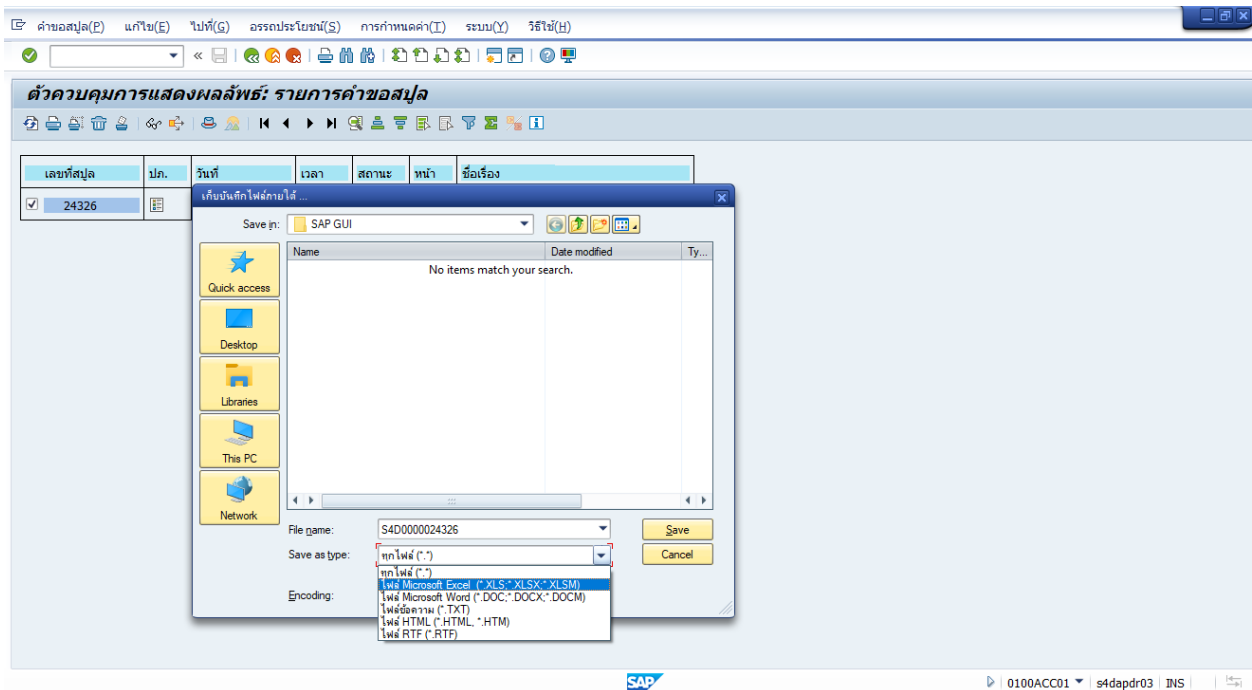 คำขอสปูล(P) แก้ไข(E) ไปที่(G) อรรถประโยชน์(S) การกำหนดค่า(T) ระบบ(Y) วิธีใช้(H)
ตัวควบคุมการแสดงผลลัพธ์: รายการคำขอสปูล
เลขที่สปูล ปภ. วันที่ เวลา สถานะ หน้า ชื่อเรื่อง
24326
เก็บบันทึกไฟล์ภายใต้ ...
Save in: SAP GUI
Name Date modified Ty...
No items match your search.
Quick access
Desktop
Libraries
This PC
Network
File name: S4D0000024326 Save
Save as type: ทุกไฟล์ (*.*) Cancel
ทุกไฟล์ (*.*)
ไฟล์ Microsoft Excel (*.XLS;*.XLSX;*.XLSM)
ไฟล์ Microsoft Word (*.DOC;*.DOCX;*.DOCM)
Encoding:
ไฟล์ข้อความ (*.TXT)
ไฟล์ HTML (*.HTML, *.HTM)
ไฟล์ RTF (*.RTF)
SAP 0100ACC01 s4dapdr03 INS